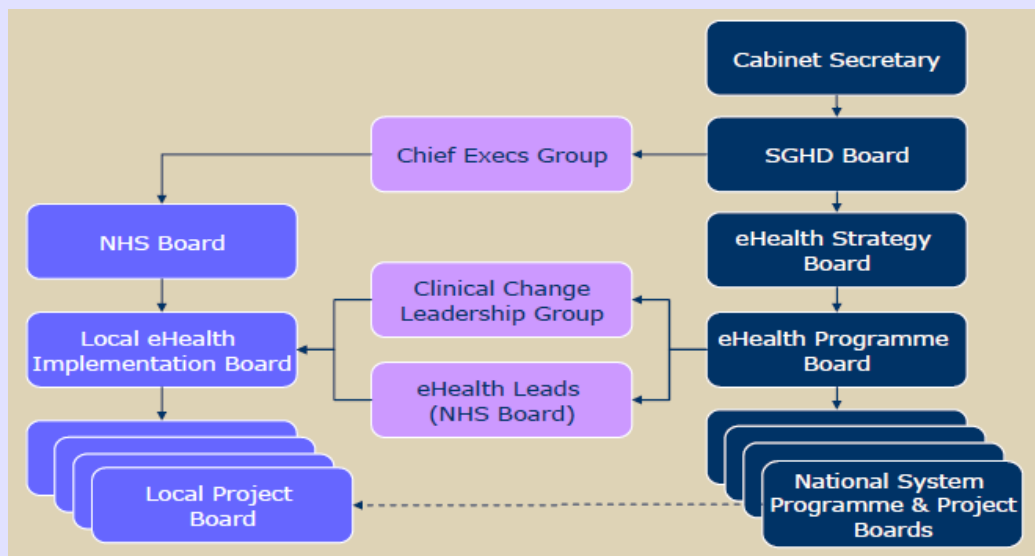 Cabinet Secretary
Chief Execs Group
SGHD Board
NHS Board
eHealth Strategy
Board
Clinical Change
Leadership Group
Local eHealth
Implementation Board
eHealth Programme
Board
eHealth Leads
(NHS Board)
Local Project
Board
National System
Programme & Project
Boards